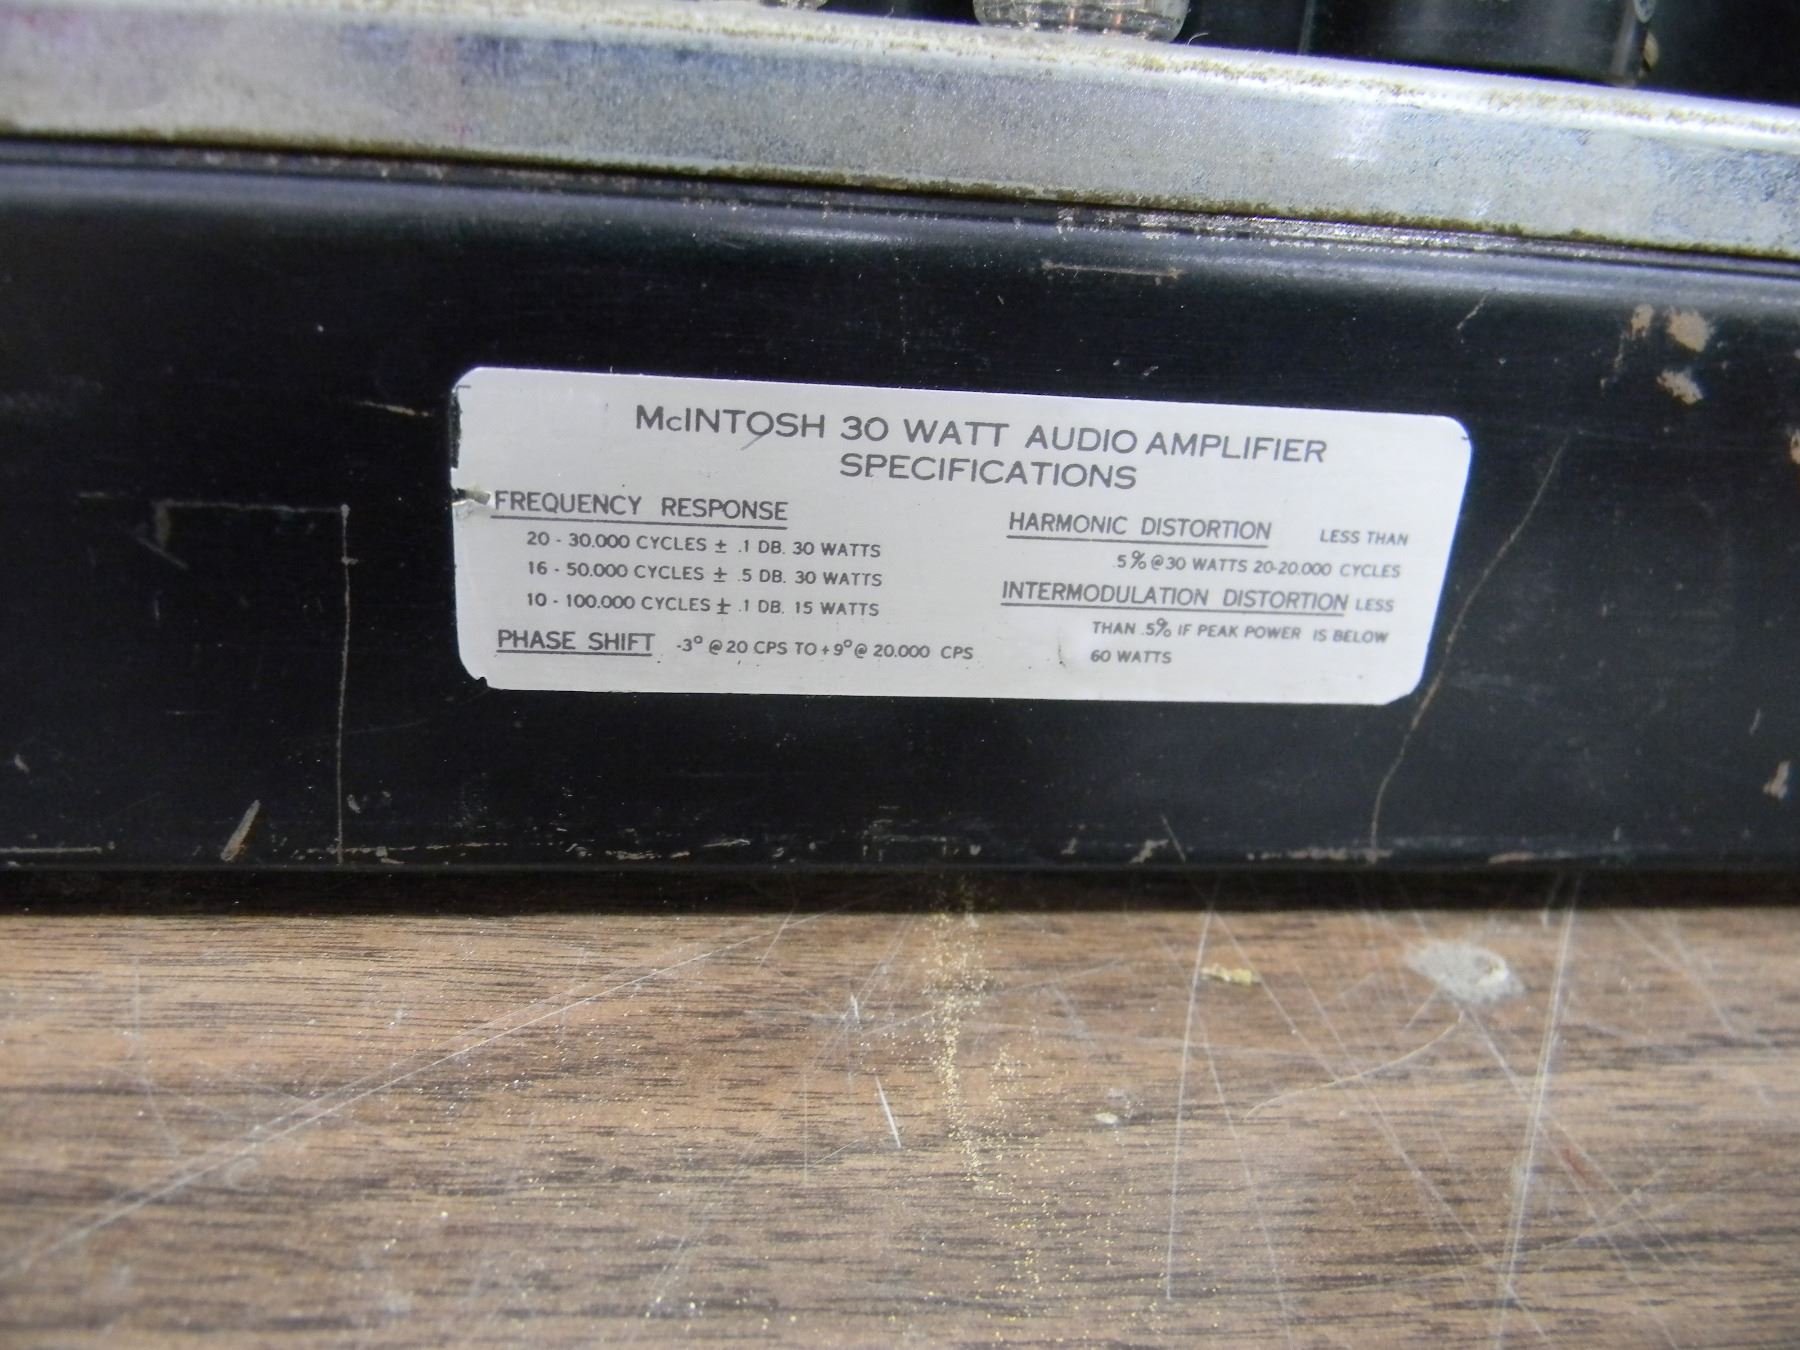 McINTOSH 30 WATT AUDIO AMPLIFIER
SPECIFICATIONS
FREQUENCY RESPONSE
20 - 30.000 CYCLES ± .1 DB. 30 WATTS
16 - 50.000 CYCLES ± .5 DB. 30 WATTS
10 - 100.000 CYCLES ± .1 DB. 15 WATTS
PHASE SHIFT -3° @ 20 CPS TO + 9° @ 20.000 CPS
HARMONIC DISTORTION LESS THAN
.5% @ 30 WATTS 20-20.000 CYCLES
INTERMODULATION DISTORTION LESS
THAN .5% IF PEAK POWER IS BELOW
60 WATTS